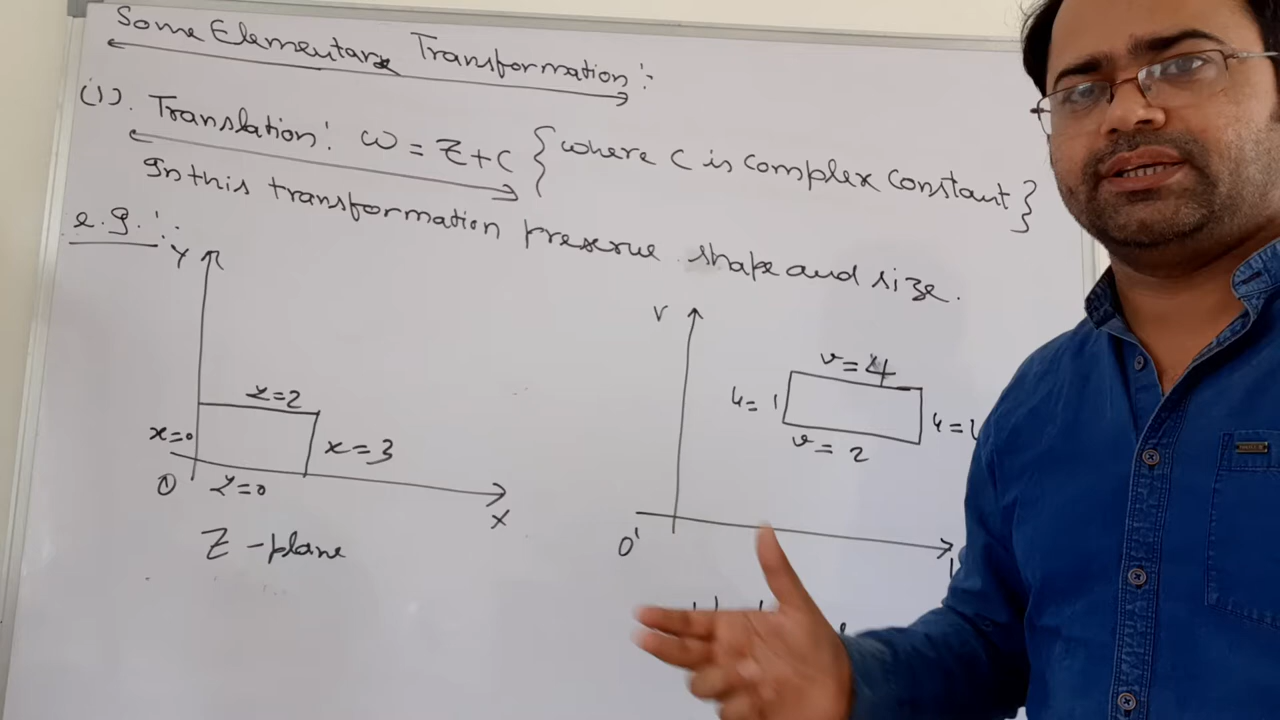 Some Elementary Transformation:
(1). Translation: ω = Z+C {where C is complex constant}
In this transformation preserve shape and size.
e.g.:
Y
y=2
x=0
x=3
O
y=0
X
Z-plane
V
v=4
u=1
v=2
O'